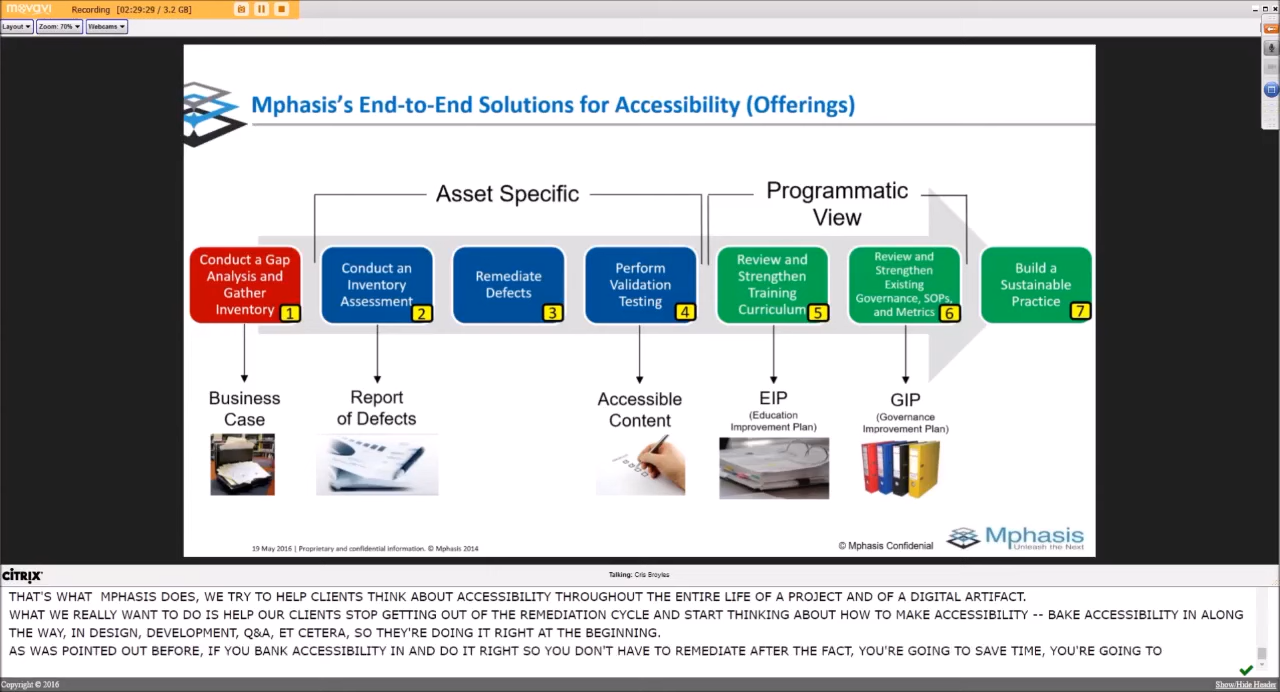 movavi
Recording [02:29:29 / 3.2 GB]
Layout Zoom: 70% Webcams
Mphasis's End-to-End Solutions for Accessibility (Offerings)
Asset Specific
Programmatic
View
Conduct a Gap
Analysis and
Gather
Inventory
1
Conduct an
Inventory
Assessment
2
Remediate
Defects
3
Perform
Validation
Testing
4
Review and
Strengthen
Training
Curriculum
5
Review and
Strengthen
Existing
Governance, SOPs,
and Metrics
6
Build a
Sustainable
Practice
7
Business
Case
Report
of Defects
Accessible
Content
EIP
(Education
Improvement Plan)
GIP
(Governance
Improvement Plan)
19 May 2016 | Proprietary and confidential information. © Mphasis 2014
© Mphasis Confidential
Mphasis
Unleash the Next
CİTRIX
Talking: Cris Broyles
THAT'S WHAT MPHASIS DOES, WE TRY TO HELP CLIENTS THINK ABOUT ACCESSIBILITY THROUGHOUT THE ENTIRE LIFE OF A PROJECT AND OF A DIGITAL ARTIFACT.
WHAT WE REALLY WANT TO DO IS HELP OUR CLIENTS STOP GETTING OUT OF THE REMEDIATION CYCLE AND START THINKING ABOUT HOW TO MAKE ACCESSIBILITY -- BAKE ACCESSIBILITY IN ALONG
THE WAY, IN DESIGN, DEVELOPMENT, Q&A, ET CETERA, SO THEY'RE DOING IT RIGHT AT THE BEGINNING.
AS WAS POINTED OUT BEFORE, IF YOU BANK ACCESSIBILITY IN AND DO IT RIGHT SO YOU DON'T HAVE TO REMEDIATE AFTER THE FACT, YOU'RE GOING TO SAVE TIME, YOU'RE GOING TO
Copyright © 2016
Show/Hide Header